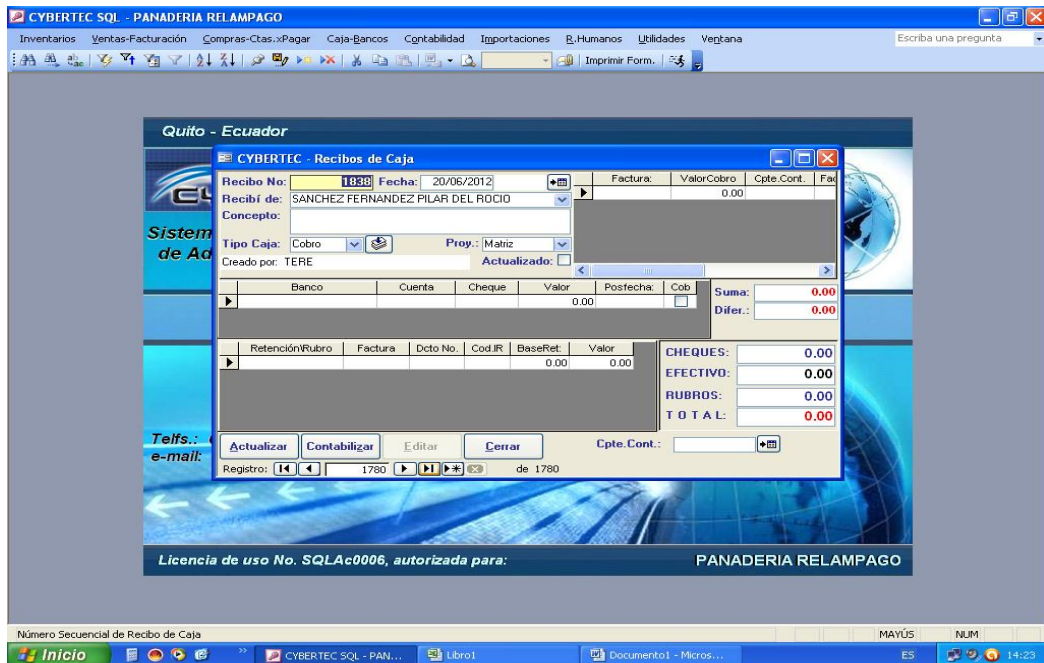 CYBERTEC SQL - PANADERIA RELAMPAGO
Inventarios Ventas-Facturación Compras-Ctas.xPagar Caja-Bancos Contabilidad Importaciones R.Humanos Utilidades Ventana Escriba una pregunta
Imprimir Form.
Quito - Ecuador
CYBERTEC - Recibos de Caja
Recibo No: 1838 Fecha: 20/06/2012
Recibí de: SANCHEZ FERNANDEZ PILAR DEL ROCIO
Concepto:
Tipo Caja: Cobro Proy.: Matriz
Creado por: TERE Actualizado:
Factura: ValorCobro Cpte.Cont. Fac
0.00
Sistem
de Ad
Banco Cuenta Cheque Valor Postfecha: Cob
0.00
Suma: 0.00
Difer.: 0.00
Retención\Rubro Factura Dcto No. Cod.IR BaseRet: Valor
0.00 0.00
CHEQUES: 0.00
EFECTIVO: 0.00
RUBROS: 0.00
T O T A L: 0.00
Telfs.:
e-mail:
Actualizar Contabilizar Editar Cerrar Cpte.Cont.:
Registro: 1780 de 1780
Licencia de uso No. SQLAc0006, autorizada para: PANADERIA RELAMPAGO
Número Secuencial de Recibo de Caja MAYÚS NUM
Inicio CYBERTEC SQL - PAN... Libro1 Documento1 - Micros... ES 14:23